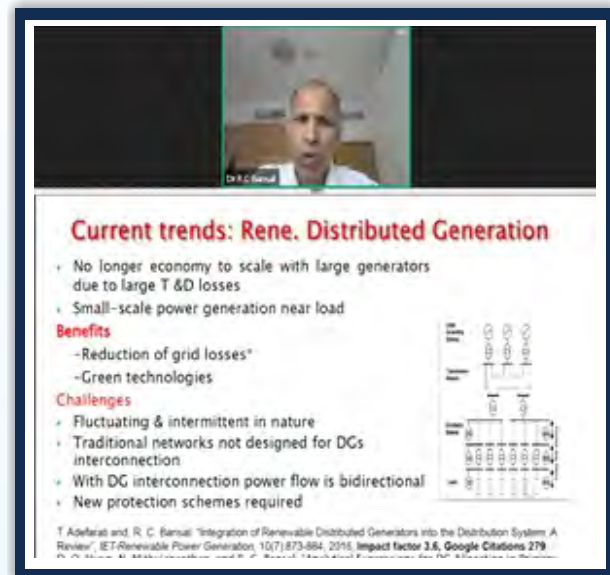 Dr R C Bansal
Current trends: Rene. Distributed Generation
No longer economy to scale with large generators
due to large T &D losses
Small-scale power generation near load
Benefits
-Reduction of grid losses*
-Green technologies
Challenges
Fluctuating & intermittent in nature
Traditional networks not designed for DGs
interconnection
With DG interconnection power flow is bidirectional
New protection schemes required
T Adefarati and, R. C. Bansal, "Integration of Renewable Distributed Generators into the Distribution System: A
Review", IET-Renewable Power Generation, 10(7) 873-884, 2016, Impact factor 3.6, Google Citations 279